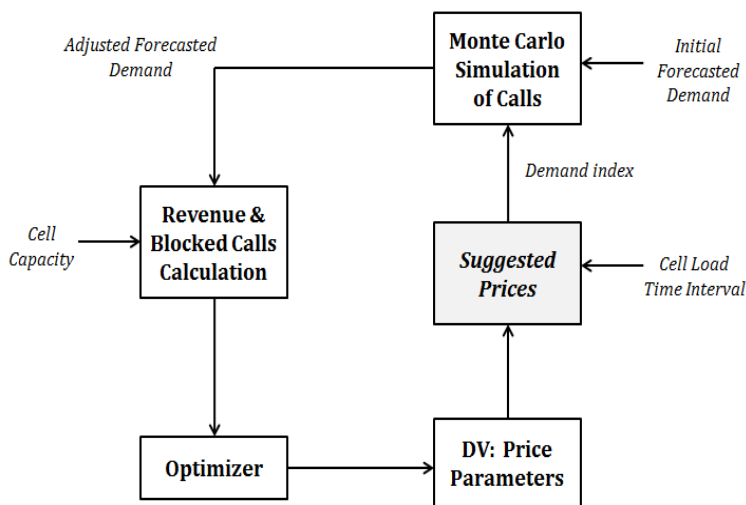 Adjusted Forecasted
Demand
Monte Carlo
Simulation
of Calls
Initial
Forecasted
Demand
Demand index
Cell
Capacity
Revenue &
Blocked Calls
Calculation
Suggested
Prices
Cell Load
Time Interval
Optimizer
DV: Price
Parameters